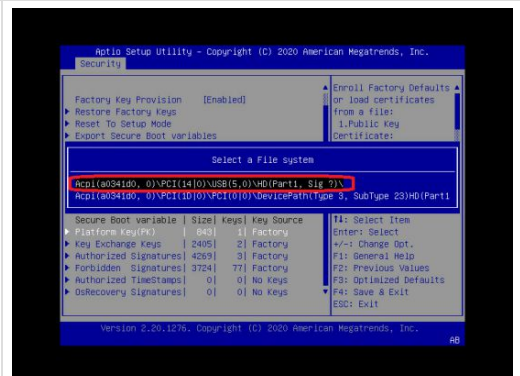 Aptio Setup Utility - Copyright (C) 2020 American Megatrends, Inc.
Security
Factory Key Provision [Enabled]
Restore Factory Keys
Reset To Setup Mode
Export Secure Boot variables
Enroll Factory Defaults
or load certificates
from a file:
1.Public Key
Certificate:
Select a File system
Acpi(a0341d0, 0)\PCI(14|0)\USB(5,0)\HD(Part1, Sig ?)\
Acpi(a0341d0, 0)\PCI(1D|0)\PCI(0|0)\DevicePath(Type 3, SubType 23)HD(Part1
Secure Boot variable | Size| Keys| Key Source
Platform Key(PK) | 843| 1| Factory
Key Exchange Keys | 2405| 2| Factory
Authorized Signatures| 4269| 3| Factory
Forbidden Signatures| 3724| 77| Factory
Authorized TimeStamps| 0| 0| No Keys
OsRecovery Signatures| 0| 0| No Keys
↑↓: Select Item
Enter: Select
+/-: Change Opt.
F1: General Help
F2: Previous Values
F3: Optimized Defaults
F4: Save & Exit
ESC: Exit
Version 2.20.1276. Copyright (C) 2020 American Megatrends, Inc.
AB